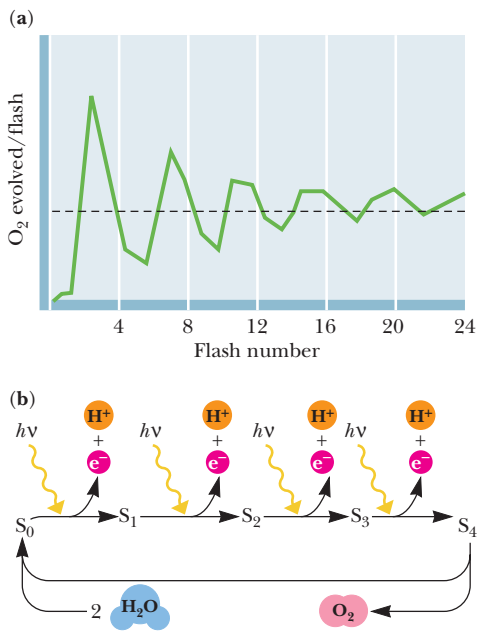 (a)
O₂ evolved/flash
4 8 12 16 20 24
Flash number
(b)
H⁺ H⁺ H⁺ H⁺
hν + hν + hν + hν +
e⁻ e⁻ e⁻ e⁻
S₀ S₁ S₂ S₃ S₄
2 H₂O O₂